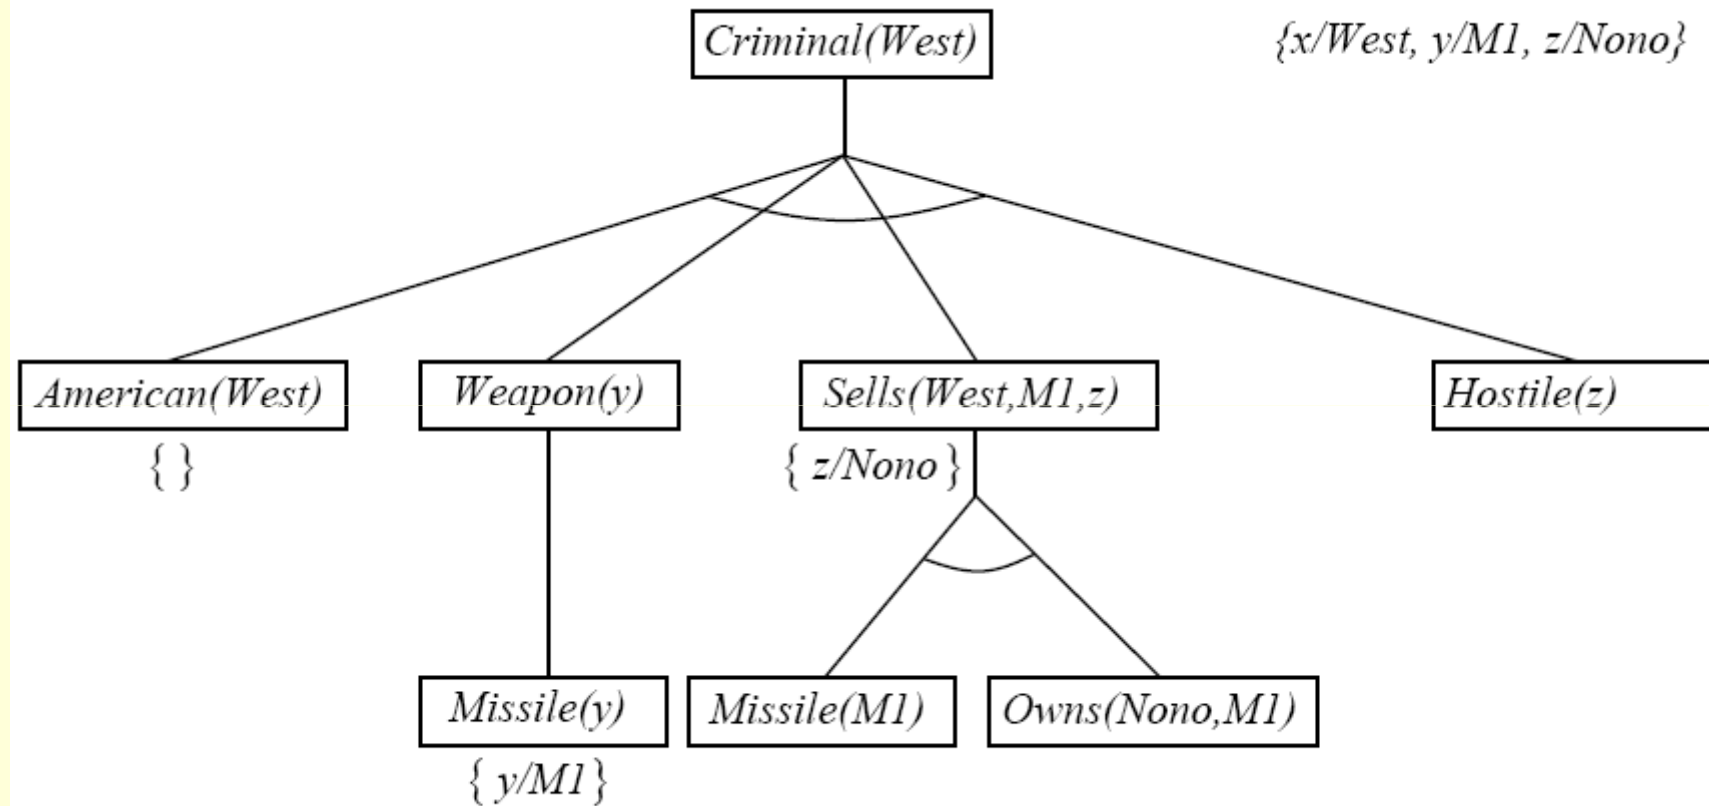 Criminal(West)
{x/West, y/M1, z/Nono}
American(West)
Weapon(y)
Sells(West,M1,z)
Hostile(z)
{ }
{ z/Nono }
Missile(y)
Missile(M1)
Owns(Nono,M1)
{ y/M1 }